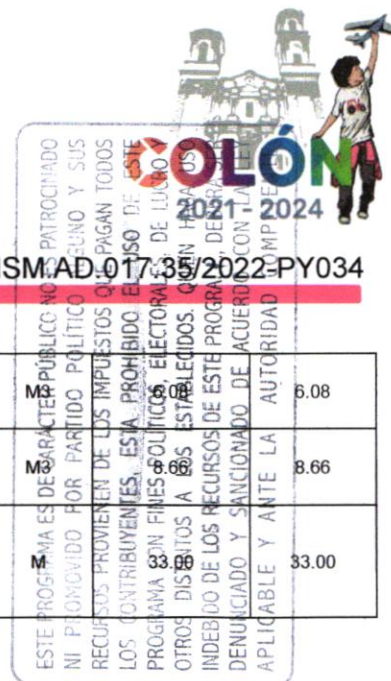 COLÓN
2021 - 2024
ISM.AD.017.35/2022-PY034
M3 6.08 6.08
M3 8.66 8.66
M 33.00 33.00
ESTE PROGRAMA ES DE CARÁCTER PÚBLICO NO ES PATROCINADO
NI PROMOVIDO POR PARTIDO POLÍTICO ALGUNO Y SUS
RECURSOS PROVIENEN DE LOS IMPUESTOS QUE PAGAN TODOS
LOS CONTRIBUYENTES. ESTA PROHIBIDO EL USO DE ESTE
PROGRAMA CON FINES POLÍTICOS, ELECTORALES DE LUCRO Y
OTROS DISTINTOS A LOS ESTABLECIDOS. QUIEN HAGA USO
INDEBIDO DE LOS RECURSOS DE ESTE PROGRAMA, DEBERÁ SER
DENUNCIADO Y SANCIONADO DE ACUERDO CON LA LEY
APLICABLE Y ANTE LA AUTORIDAD COMPETENTE